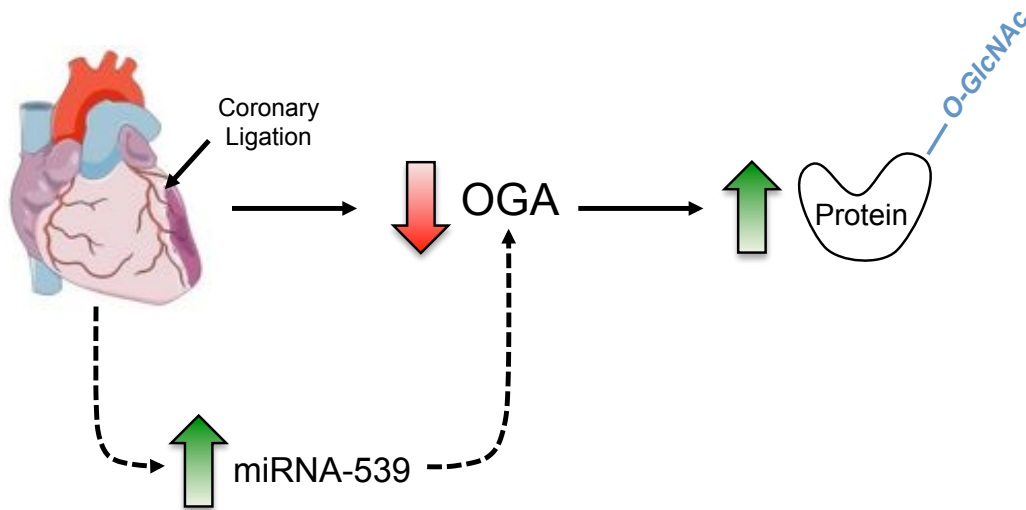 Coronary
Ligation
OGA
Protein
O-GlcNAc
miRNA-539